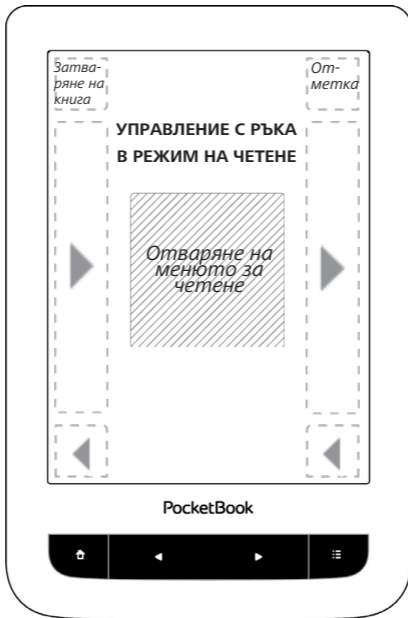 Затва-
ряне на
книга
От-
метка
УПРАВЛЕНИЕ С РЪКА
В РЕЖИМ НА ЧЕТЕНЕ
Отваряне на
менюто за
четене
PocketBook